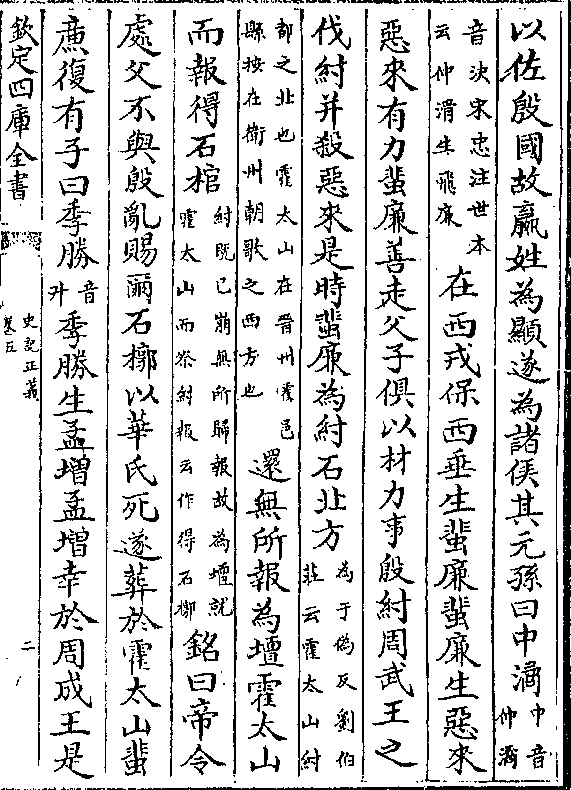 以佐殷國故嬴姓為顯遂為諸侯其元孫曰中潏中音仲潏
音決宋忠注世本云仲滑生飛廉在西戎保西垂生蜚廉蜚廉生惡來
惡來有力蜚廉善走父子俱以材力事殷紂周武王之
伐紂并殺惡來是時蜚廉為紂石北方為于偽反劉伯莊云霍太山紂
都之北也霍太山在晉州霍邑縣按在衛州朝歌之西方也還無所報為壇霍太山
而報得石棺紂既已崩無所歸報故為壇就霍太山而祭紂報云作得石槨銘曰帝令
處父不與殷亂賜爾石槨以華氏死遂葬於霍太山蜚
廉復有子曰季勝音升季勝生孟增孟增幸於周成王是
欽定四庫全書
史記正義
卷五
二